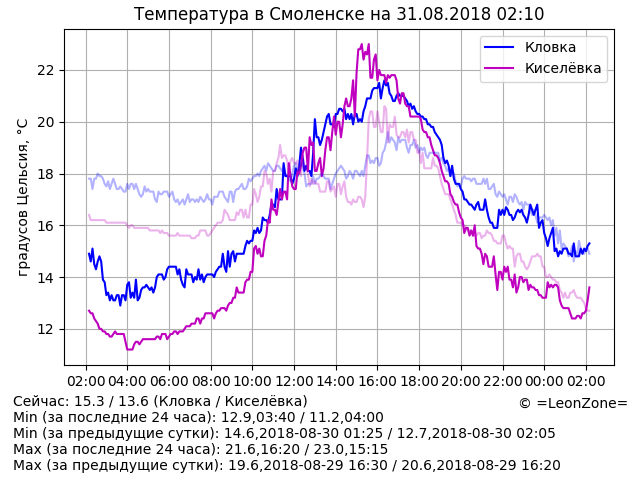 Температура в Смоленске на 31.08.2018 02:10
Кловка
Киселёвка
градусов Цельсия, °C
22
20
18
16
14
12
02:00 04:00 06:00 08:00 10:00 12:00 14:00 16:00 18:00 20:00 22:00 00:00 02:00
Сейчас: 15.3 / 13.6 (Кловка / Киселёвка)
© =LeonZone=
Min (за последние 24 часа): 12.9,03:40 / 11.2,04:00
Min (за предыдущие сутки): 14.6,2018-08-30 01:25 / 12.7,2018-08-30 02:05
Max (за последние 24 часа): 21.6,16:20 / 23.0,15:15
Max (за предыдущие сутки): 19.6,2018-08-29 16:30 / 20.6,2018-08-29 16:20